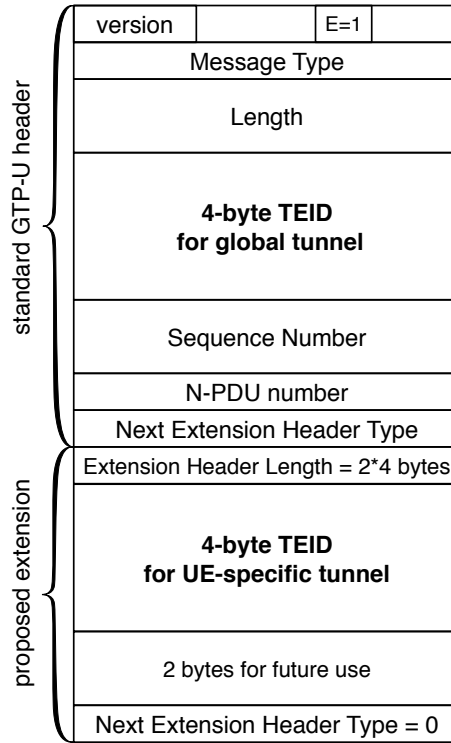 version
E=1
Message Type
Length
4-byte TEID
for global tunnel
Sequence Number
N-PDU number
Next Extension Header Type
standard GTP-U header
Extension Header Length = 2*4 bytes
4-byte TEID
for UE-specific tunnel
2 bytes for future use
Next Extension Header Type = 0
proposed extension